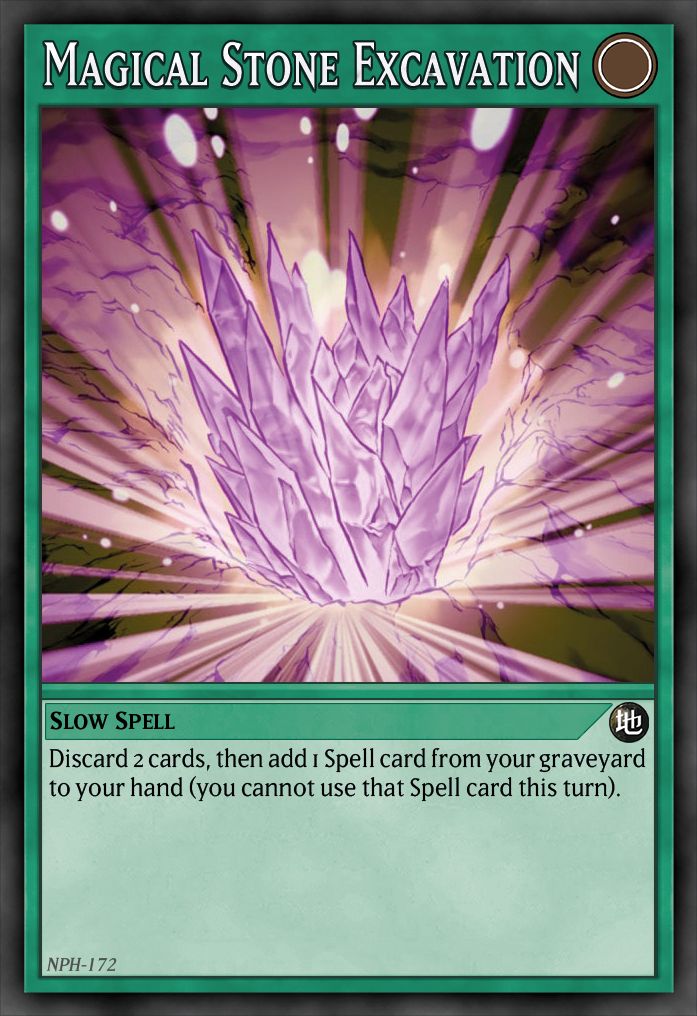 Magical Stone Excavation
Slow Spell
Discard 2 cards, then add 1 Spell card from your graveyard
to your hand (you cannot use that Spell card this turn).
NPH-172